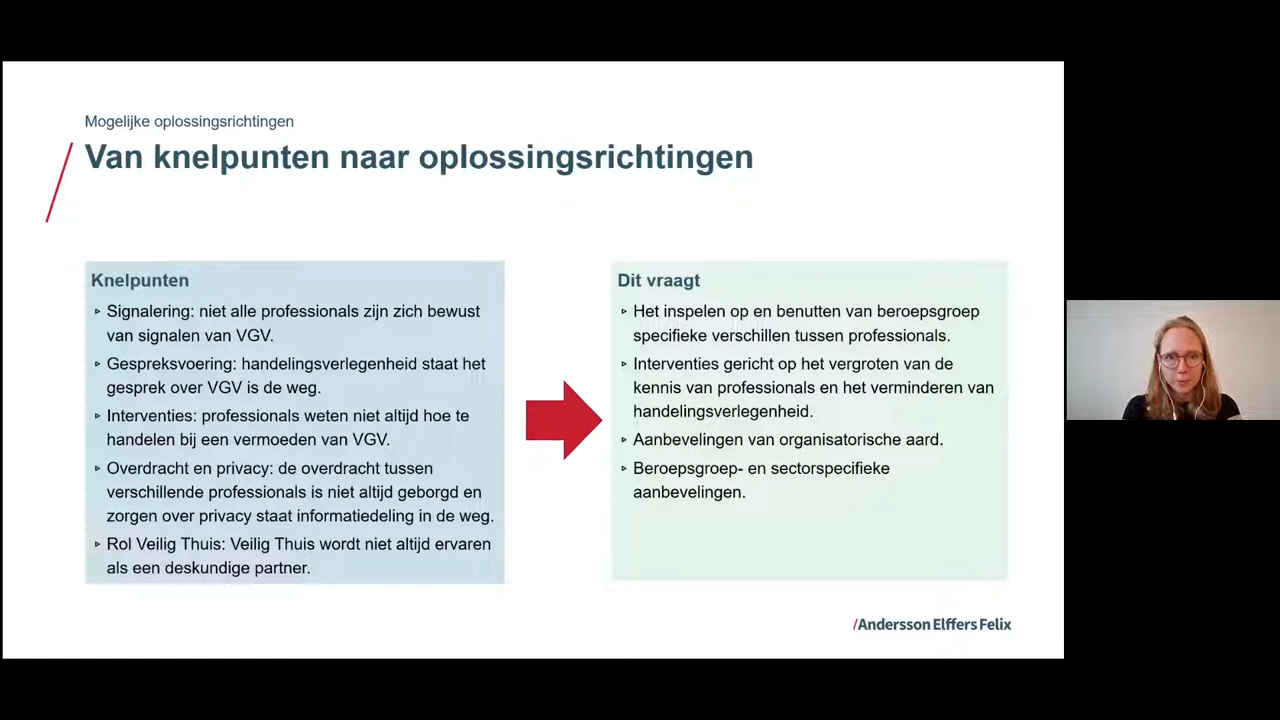 Mogelijke oplossingsrichtingen
Van knelpunten naar oplossingsrichtingen
Knelpunten
Signalering: niet alle professionals zijn zich bewust
van signalen van VGV.
Gespreksvoering: handelingsverlegenheid staat het
gesprek over VGV is de weg.
Interventies: professionals weten niet altijd hoe te
handelen bij een vermoeden van VGV.
Overdracht en privacy: de overdracht tussen
verschillende professionals is niet altijd geborgd en
zorgen over privacy staat informatiedeling in de weg.
Rol Veilig Thuis: Veilig Thuis wordt niet altijd ervaren
als een deskundige partner.
Dit vraagt
Het inspelen op en benutten van beroepsgroep
specifieke verschillen tussen professionals.
Interventies gericht op het vergroten van de
kennis van professionals en het verminderen van
handelingsverlegenheid.
Aanbevelingen van organisatorische aard.
Beroepsgroep- en sectorspecifieke
aanbevelingen.
/Andersson Elffers Felix